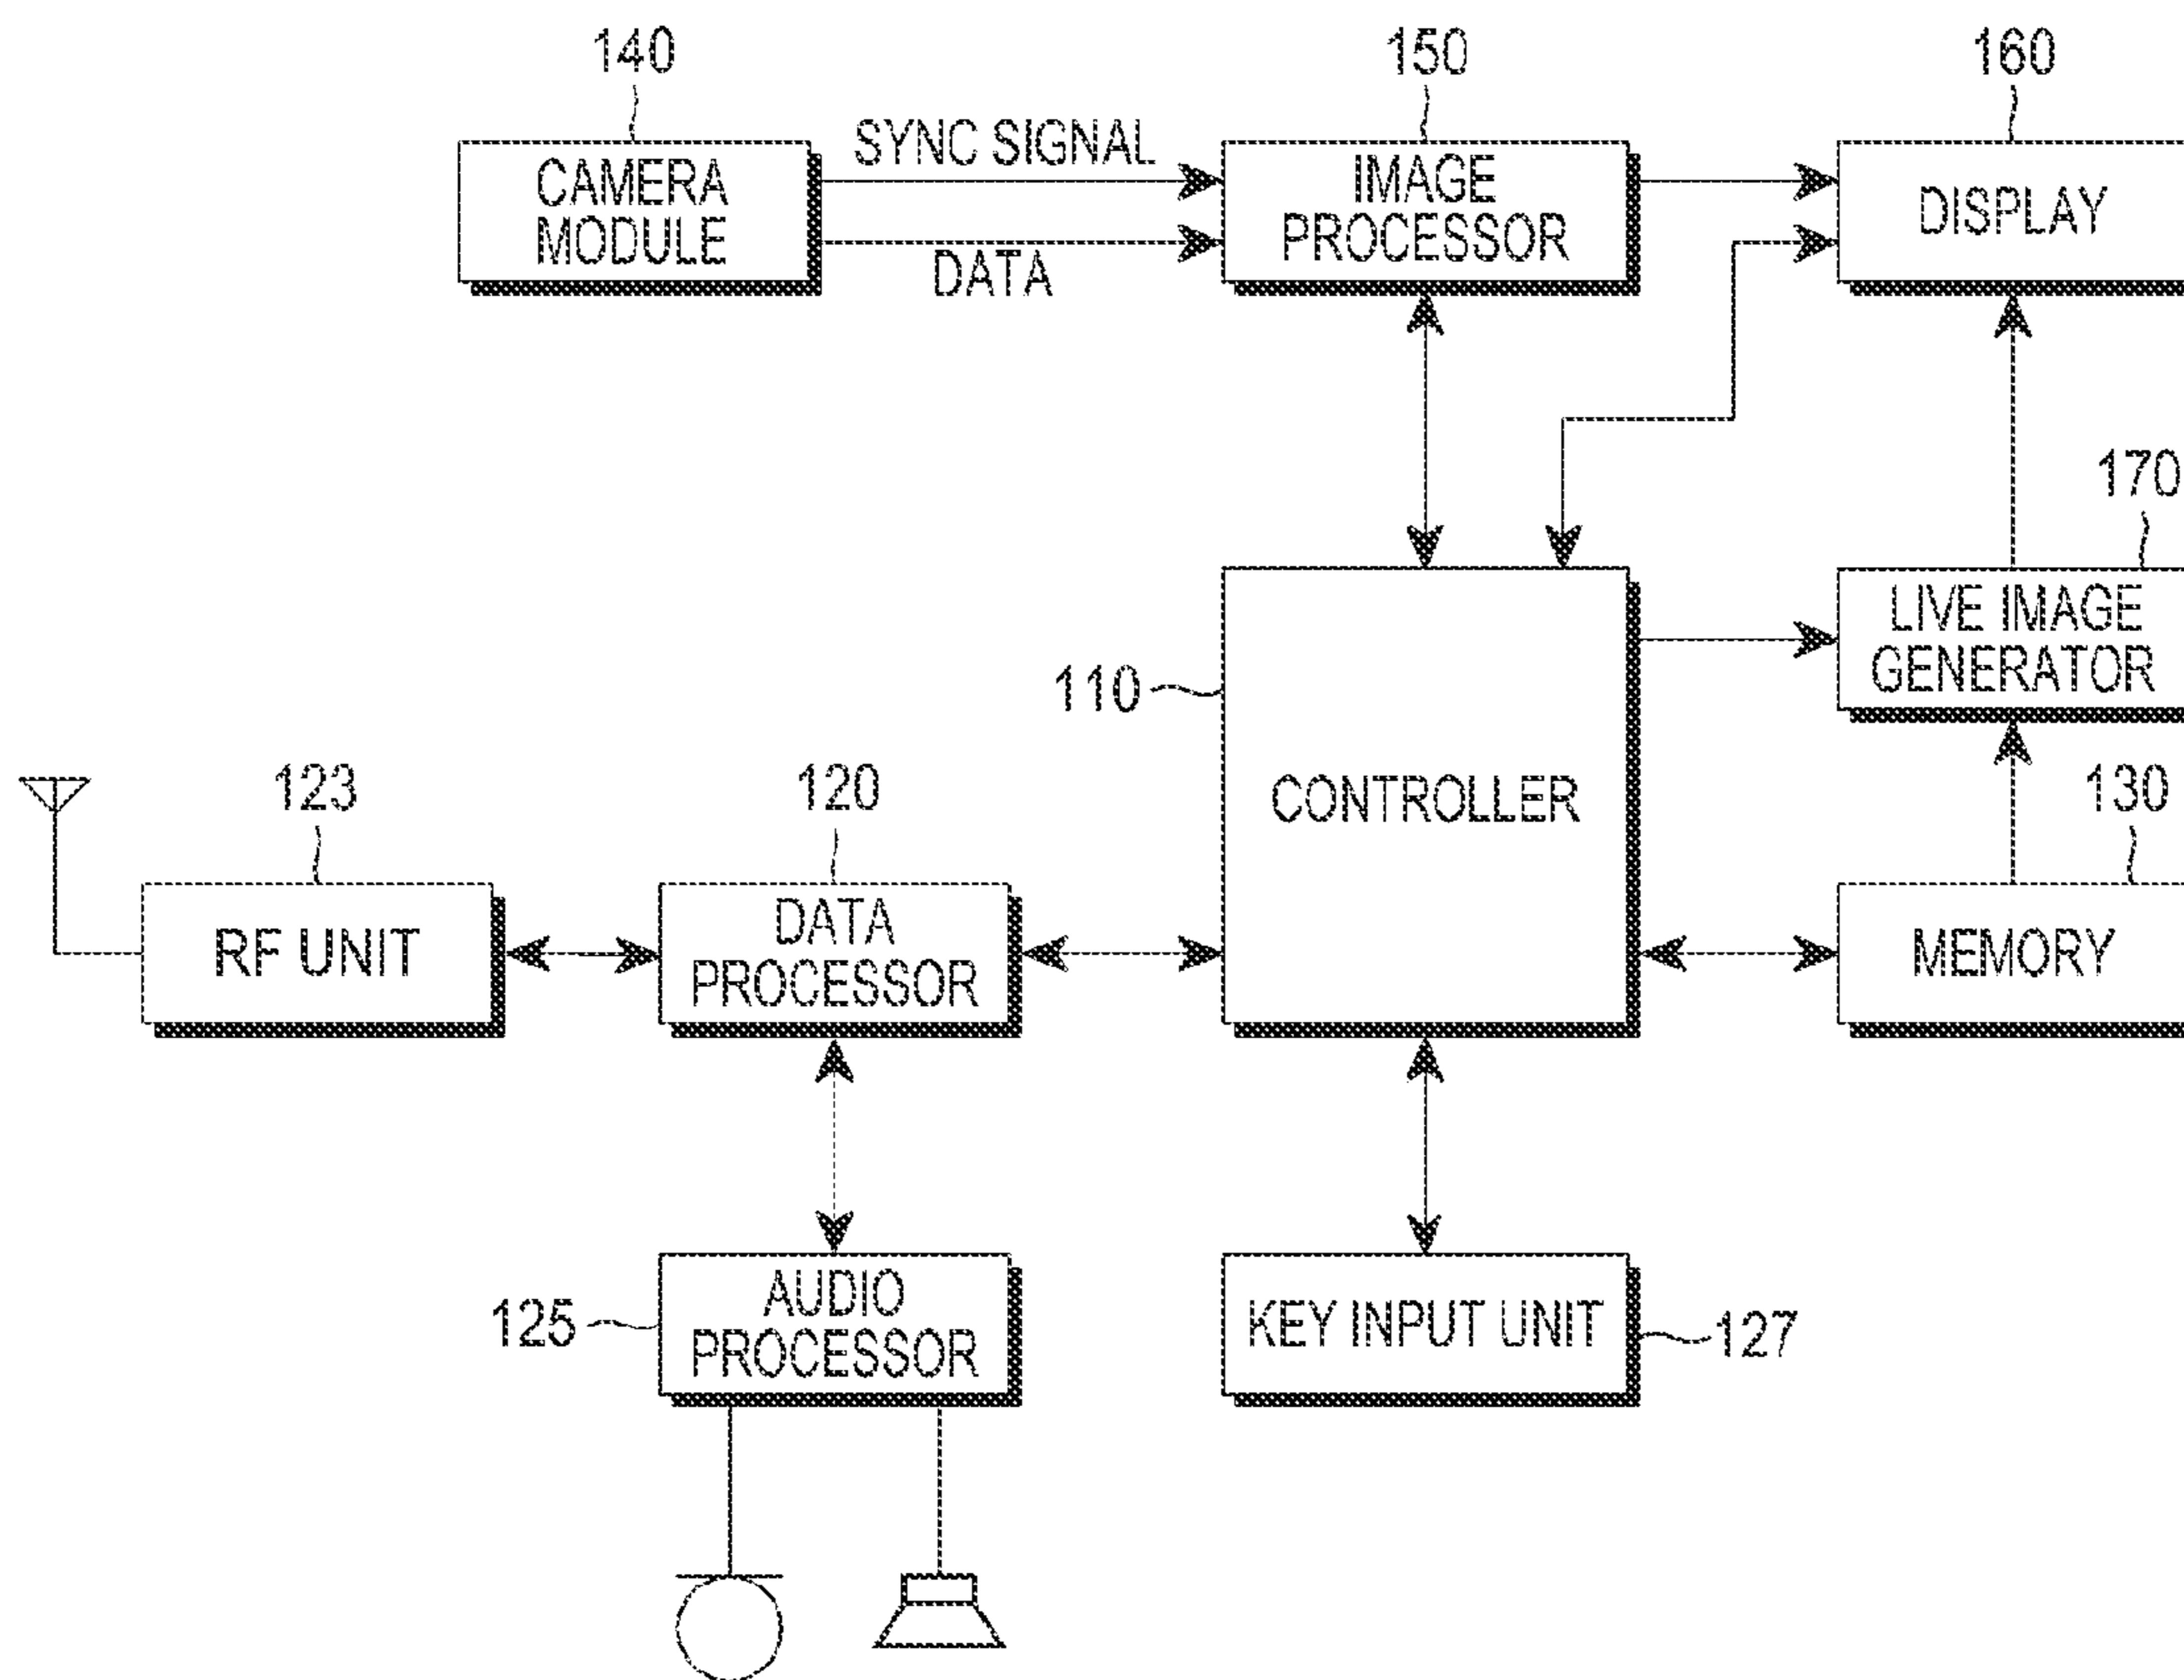 140
150
160
CAMERA
MODULE
SYNC SIGNAL
DATA
IMAGE
PROCESSOR
DISPLAY
170
110
CONTROLLER
LIVE IMAGE
GENERATOR
123
120
130
RF UNIT
DATA
PROCESSOR
MEMORY
125
AUDIO
PROCESSOR
KEY INPUT UNIT
127